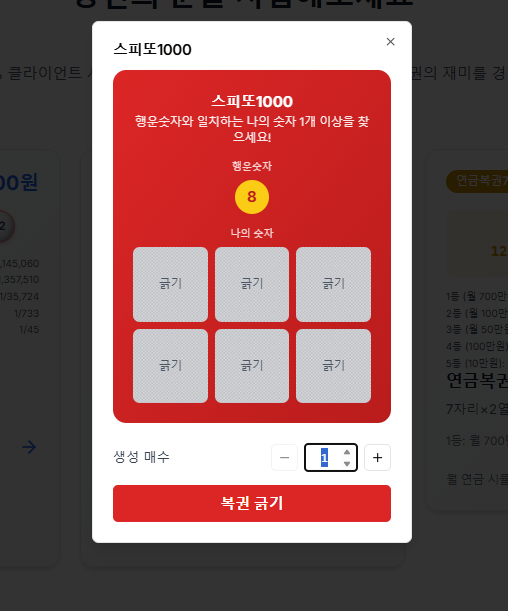 스피또1000
스피또1000
행운숫자와 일치하는 나의 숫자 1개 이상을 찾
으세요!
행운숫자
8
나의 숫자
긁기 긁기 긁기
긁기 긁기 긁기
생성 매수
1
복권 긁기
클라이언트
권의 재미를 경
00원
2
,145,060
,357,510
1/35,724
1/733
1/45
연금복권
12
1등 (월 700만
2등 (월 100만
3등 (월 50만원
4등 (100만원)
5등 (10만원):
연금복권
7자리×2열
1등: 월 700
월 연금 시뮬